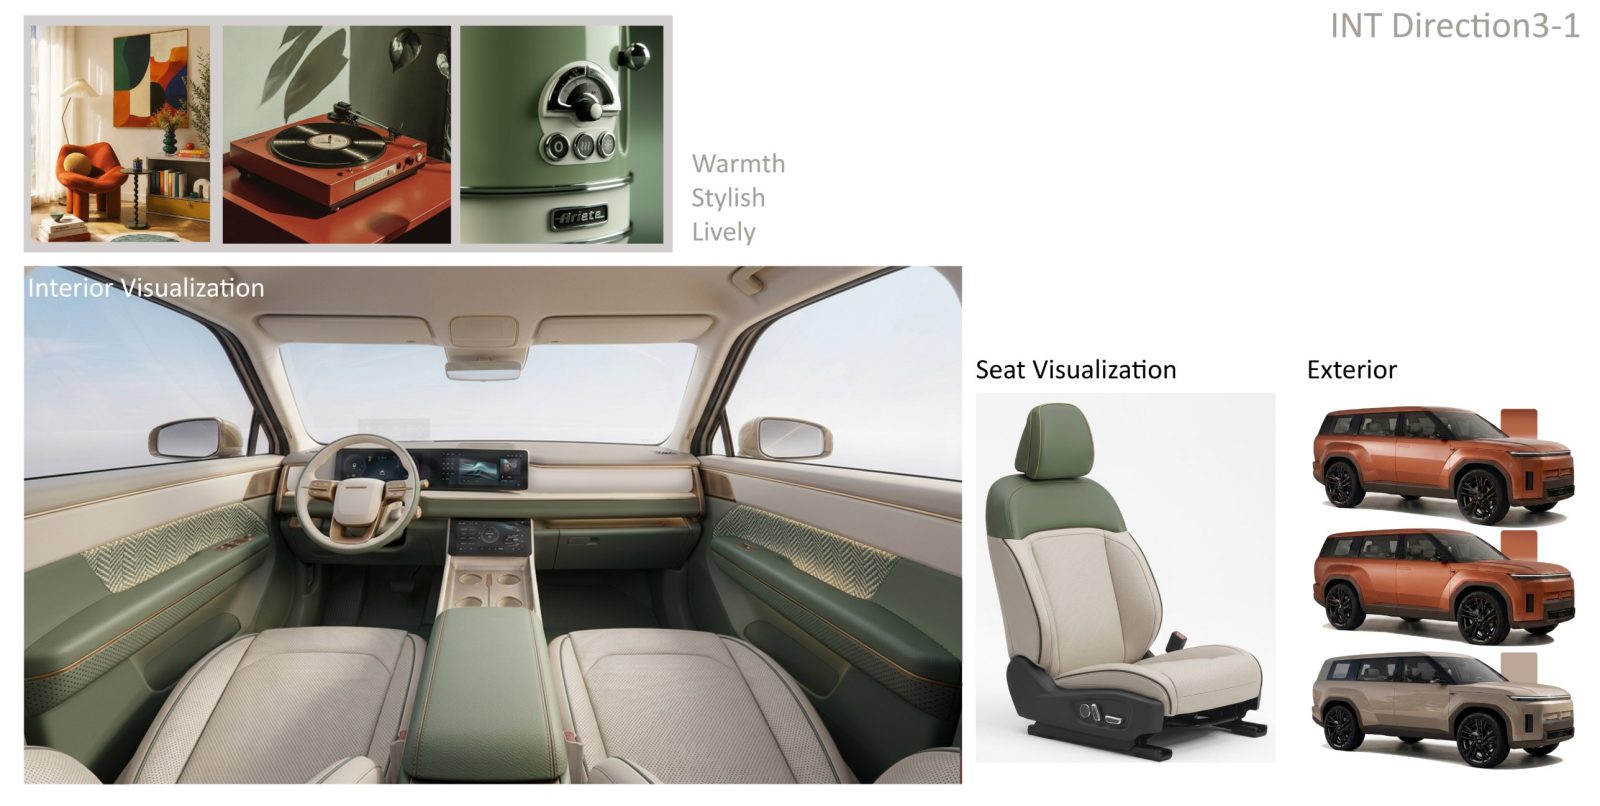 INT Direction3-1
Ariete
Warmth
Stylish
Lively
Interior Visualization
Seat Visualization
Exterior